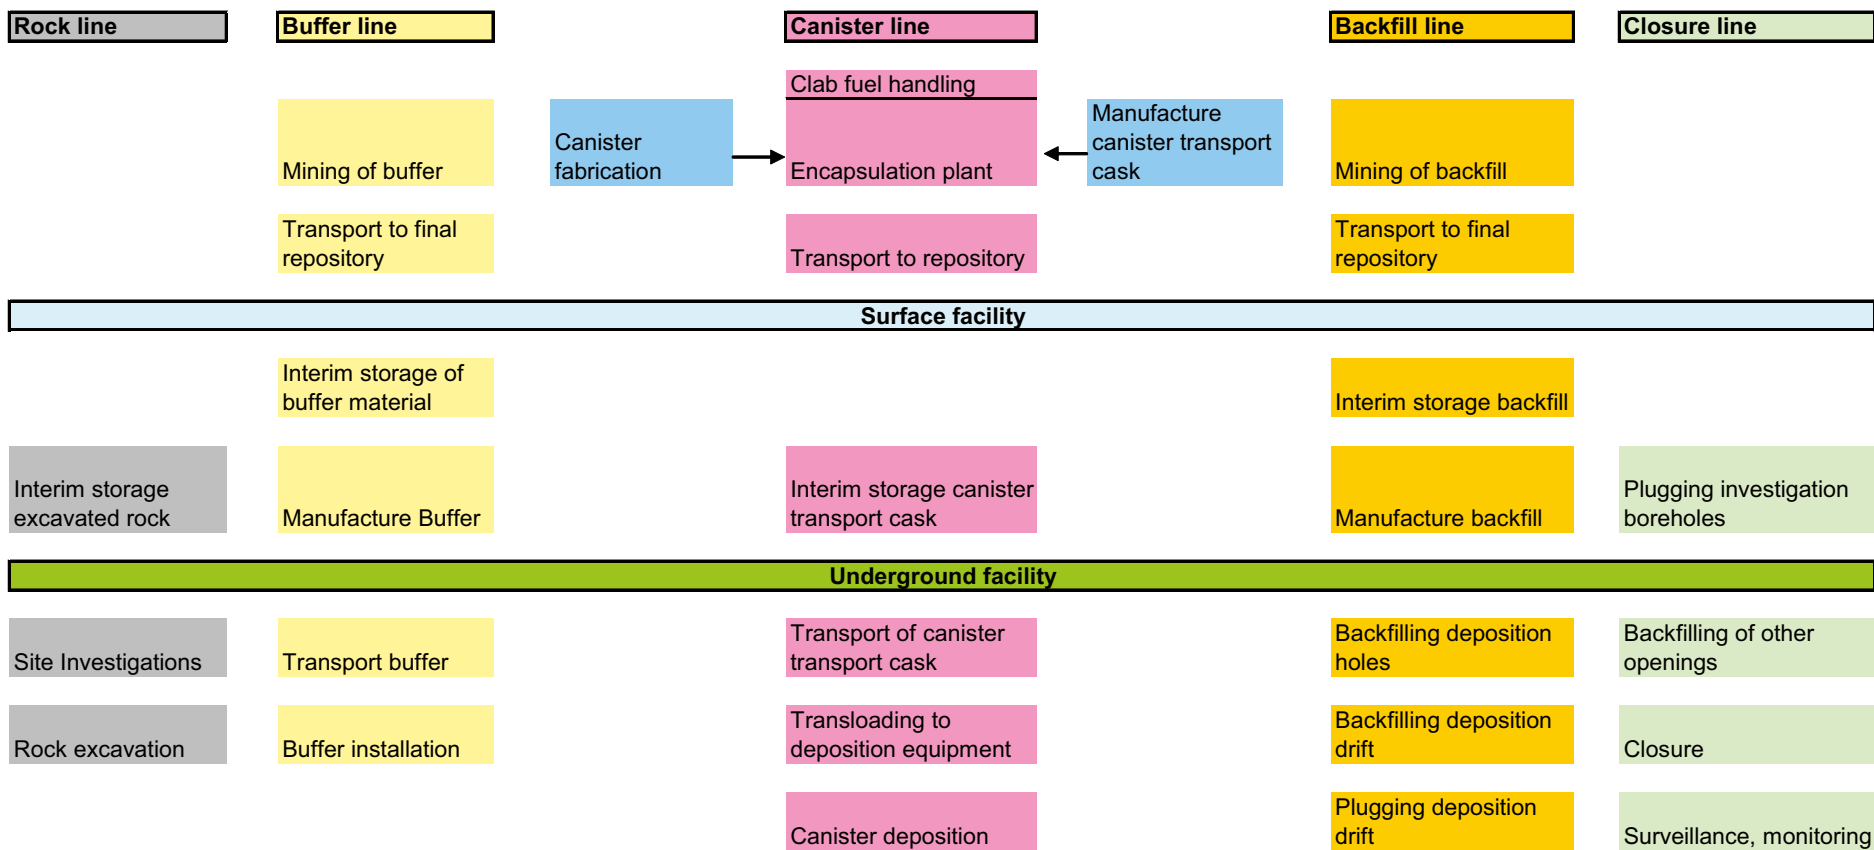 Rock line
Buffer line
Canister line
Backfill line
Closure line
Clab fuel handling
Mining of buffer
Canister
fabrication
Encapsulation plant
Manufacture
canister transport
cask
Mining of backfill
Transport to final
repository
Transport to repository
Transport to final
repository
Surface facility
Interim storage of
buffer material
Interim storage backfill
Interim storage
excavated rock
Manufacture Buffer
Interim storage canister
transport cask
Manufacture backfill
Plugging investigation
boreholes
Underground facility
Site Investigations
Transport buffer
Transport of canister
transport cask
Backfilling deposition
holes
Backfilling of other
openings
Rock excavation
Buffer installation
Transloading to
deposition equipment
Backfilling deposition
drift
Closure
Canister deposition
Plugging deposition
drift
Surveillance, monitoring